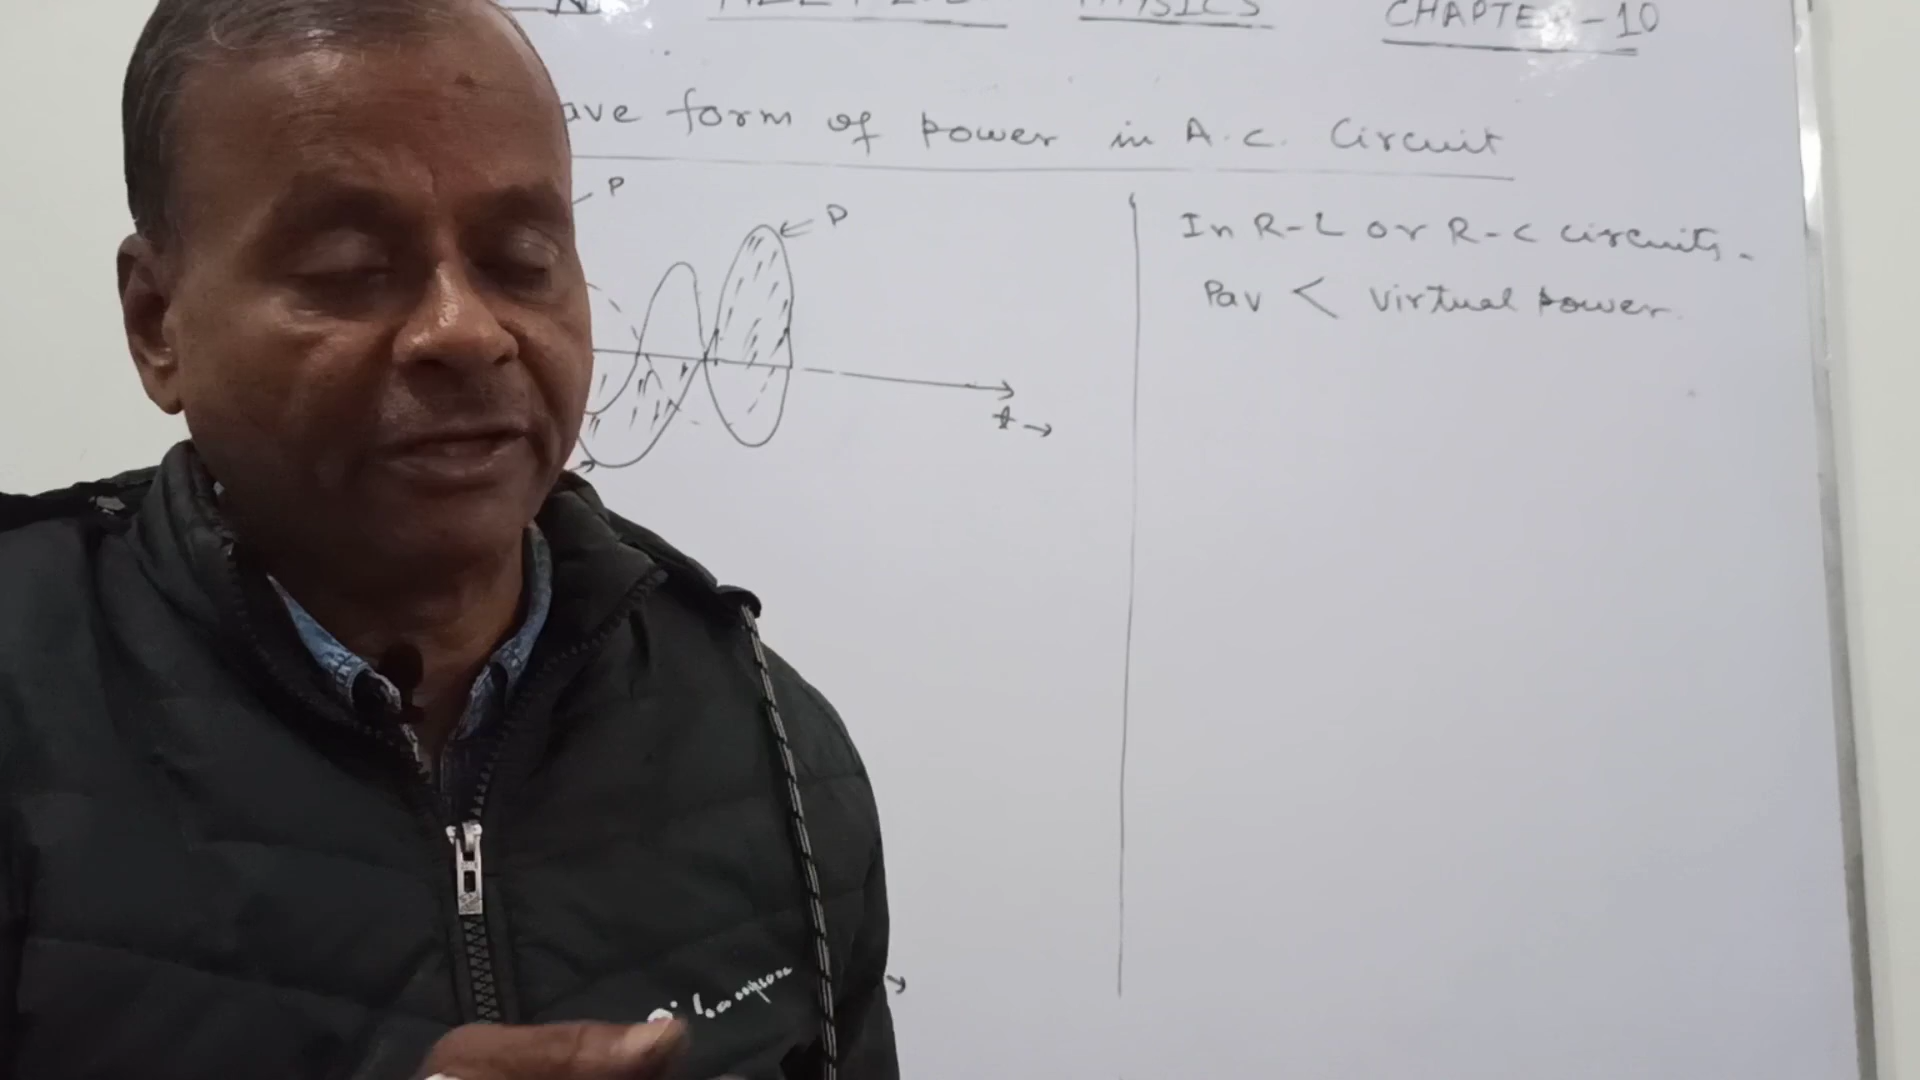 PHYSICS CHAPTER-10
ave form of power in A.C. Circuit
P
P
In R-L or R-C circuits.
Pav < virtual power.
t →